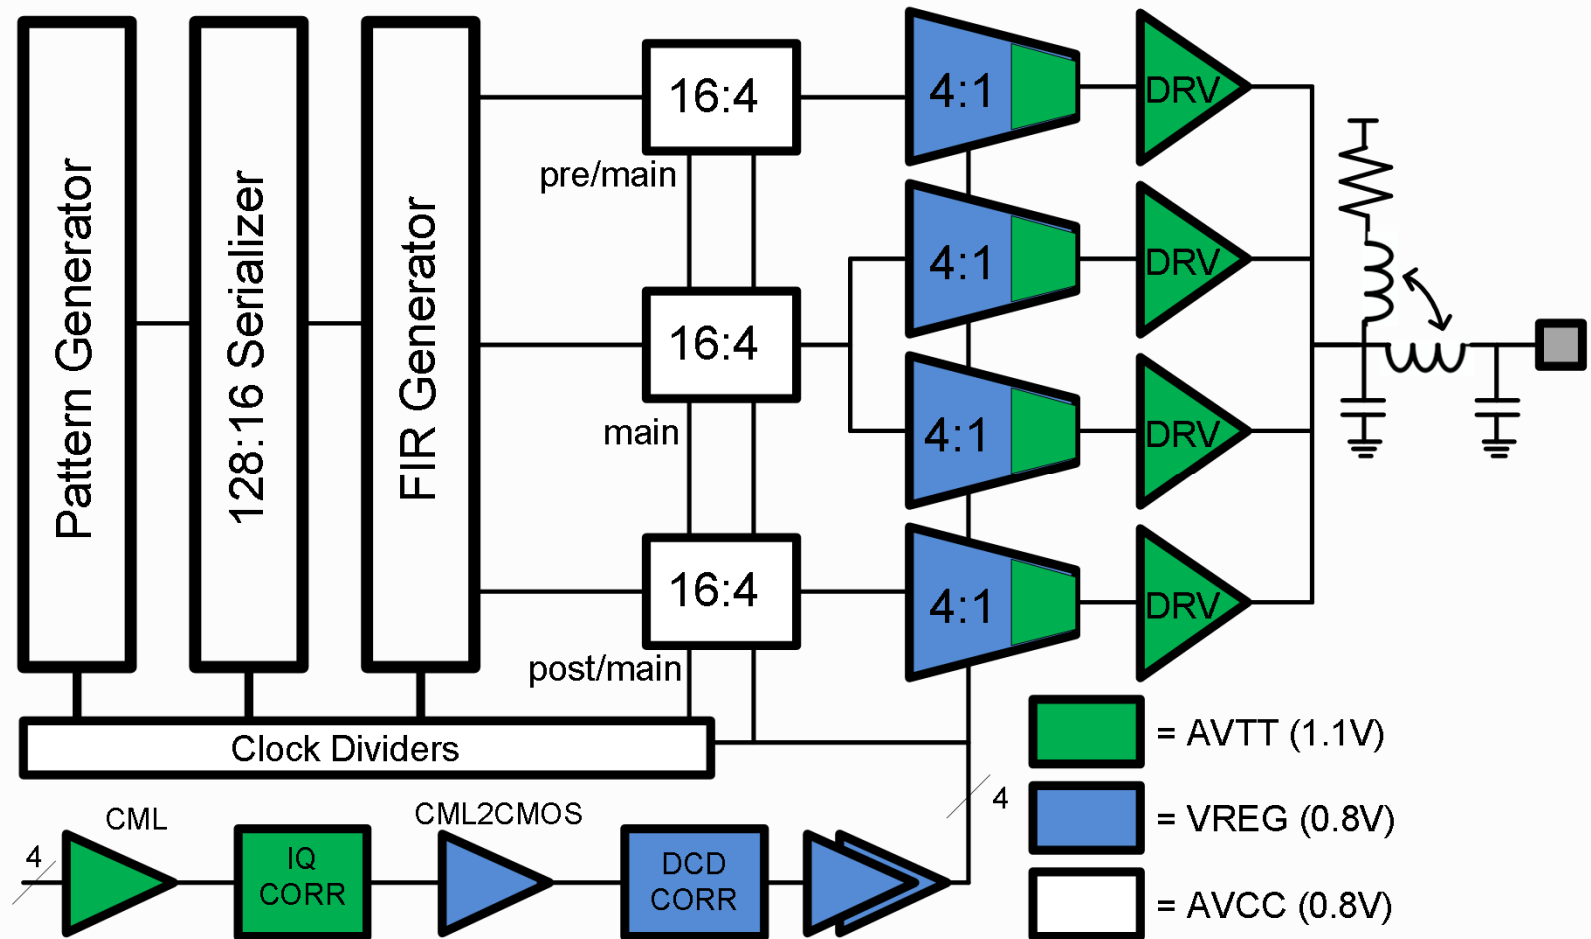 Pattern Generator
128:16 Serializer
FIR Generator
16:4
pre/main
16:4
main
16:4
post/main
4:1
DRV
4:1
DRV
4:1
DRV
4:1
DRV
Clock Dividers
4
CML
IQ
CORR
CML2CMOS
DCD
CORR
4
= AVTT (1.1V)
= VREG (0.8V)
= AVCC (0.8V)